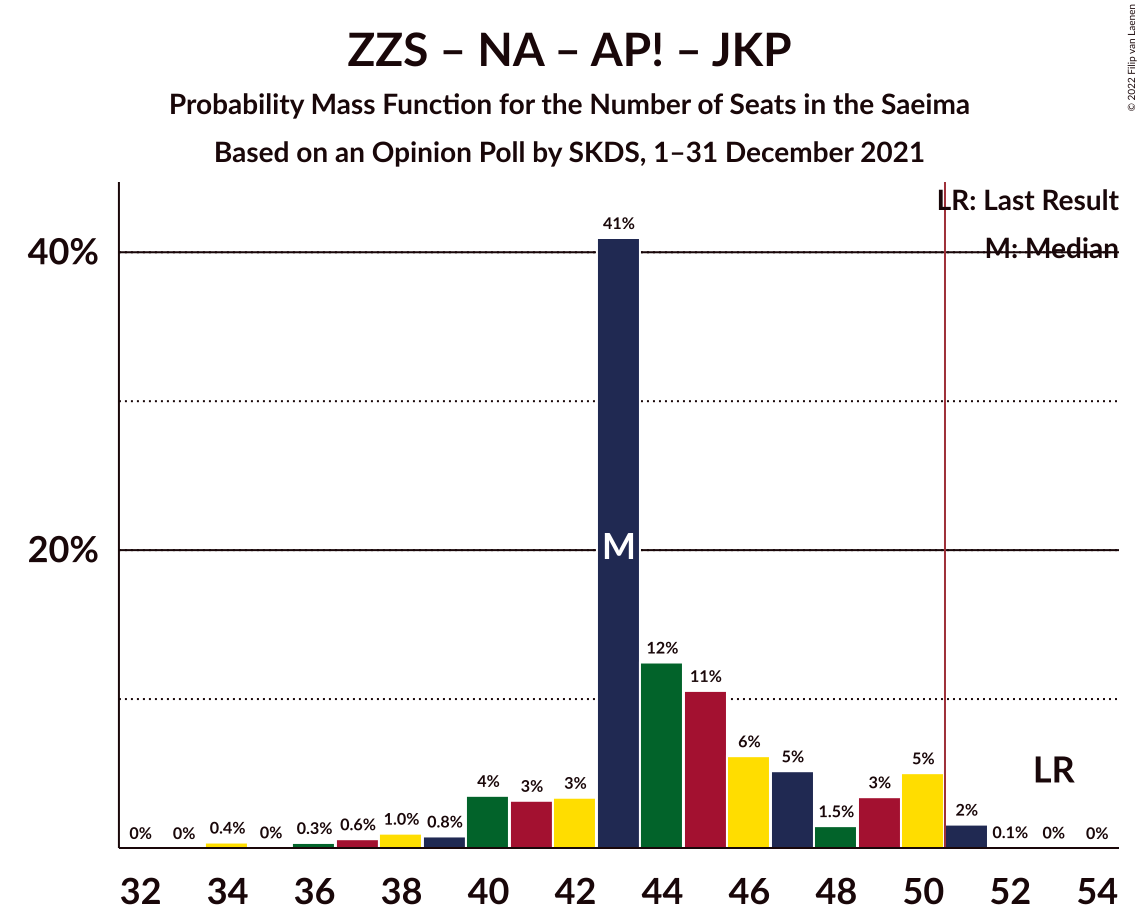 ZZS – NA – AP! – JKP
Probability Mass Function for the Number of Seats in the Saeima
Based on an Opinion Poll by SKDS, 1–31 December 2021
© 2022 Filip van Laenen
LR: Last Result
M: Median
40%
20%
0%
0%
0.4%
0%
0.3%
0.6%
1.0%
0.8%
4%
3%
3%
41%
12%
11%
6%
5%
1.5%
3%
5%
2%
0.1%
0%
0%
M
LR
32 34 36 38 40 42 44 46 48 50 52 54